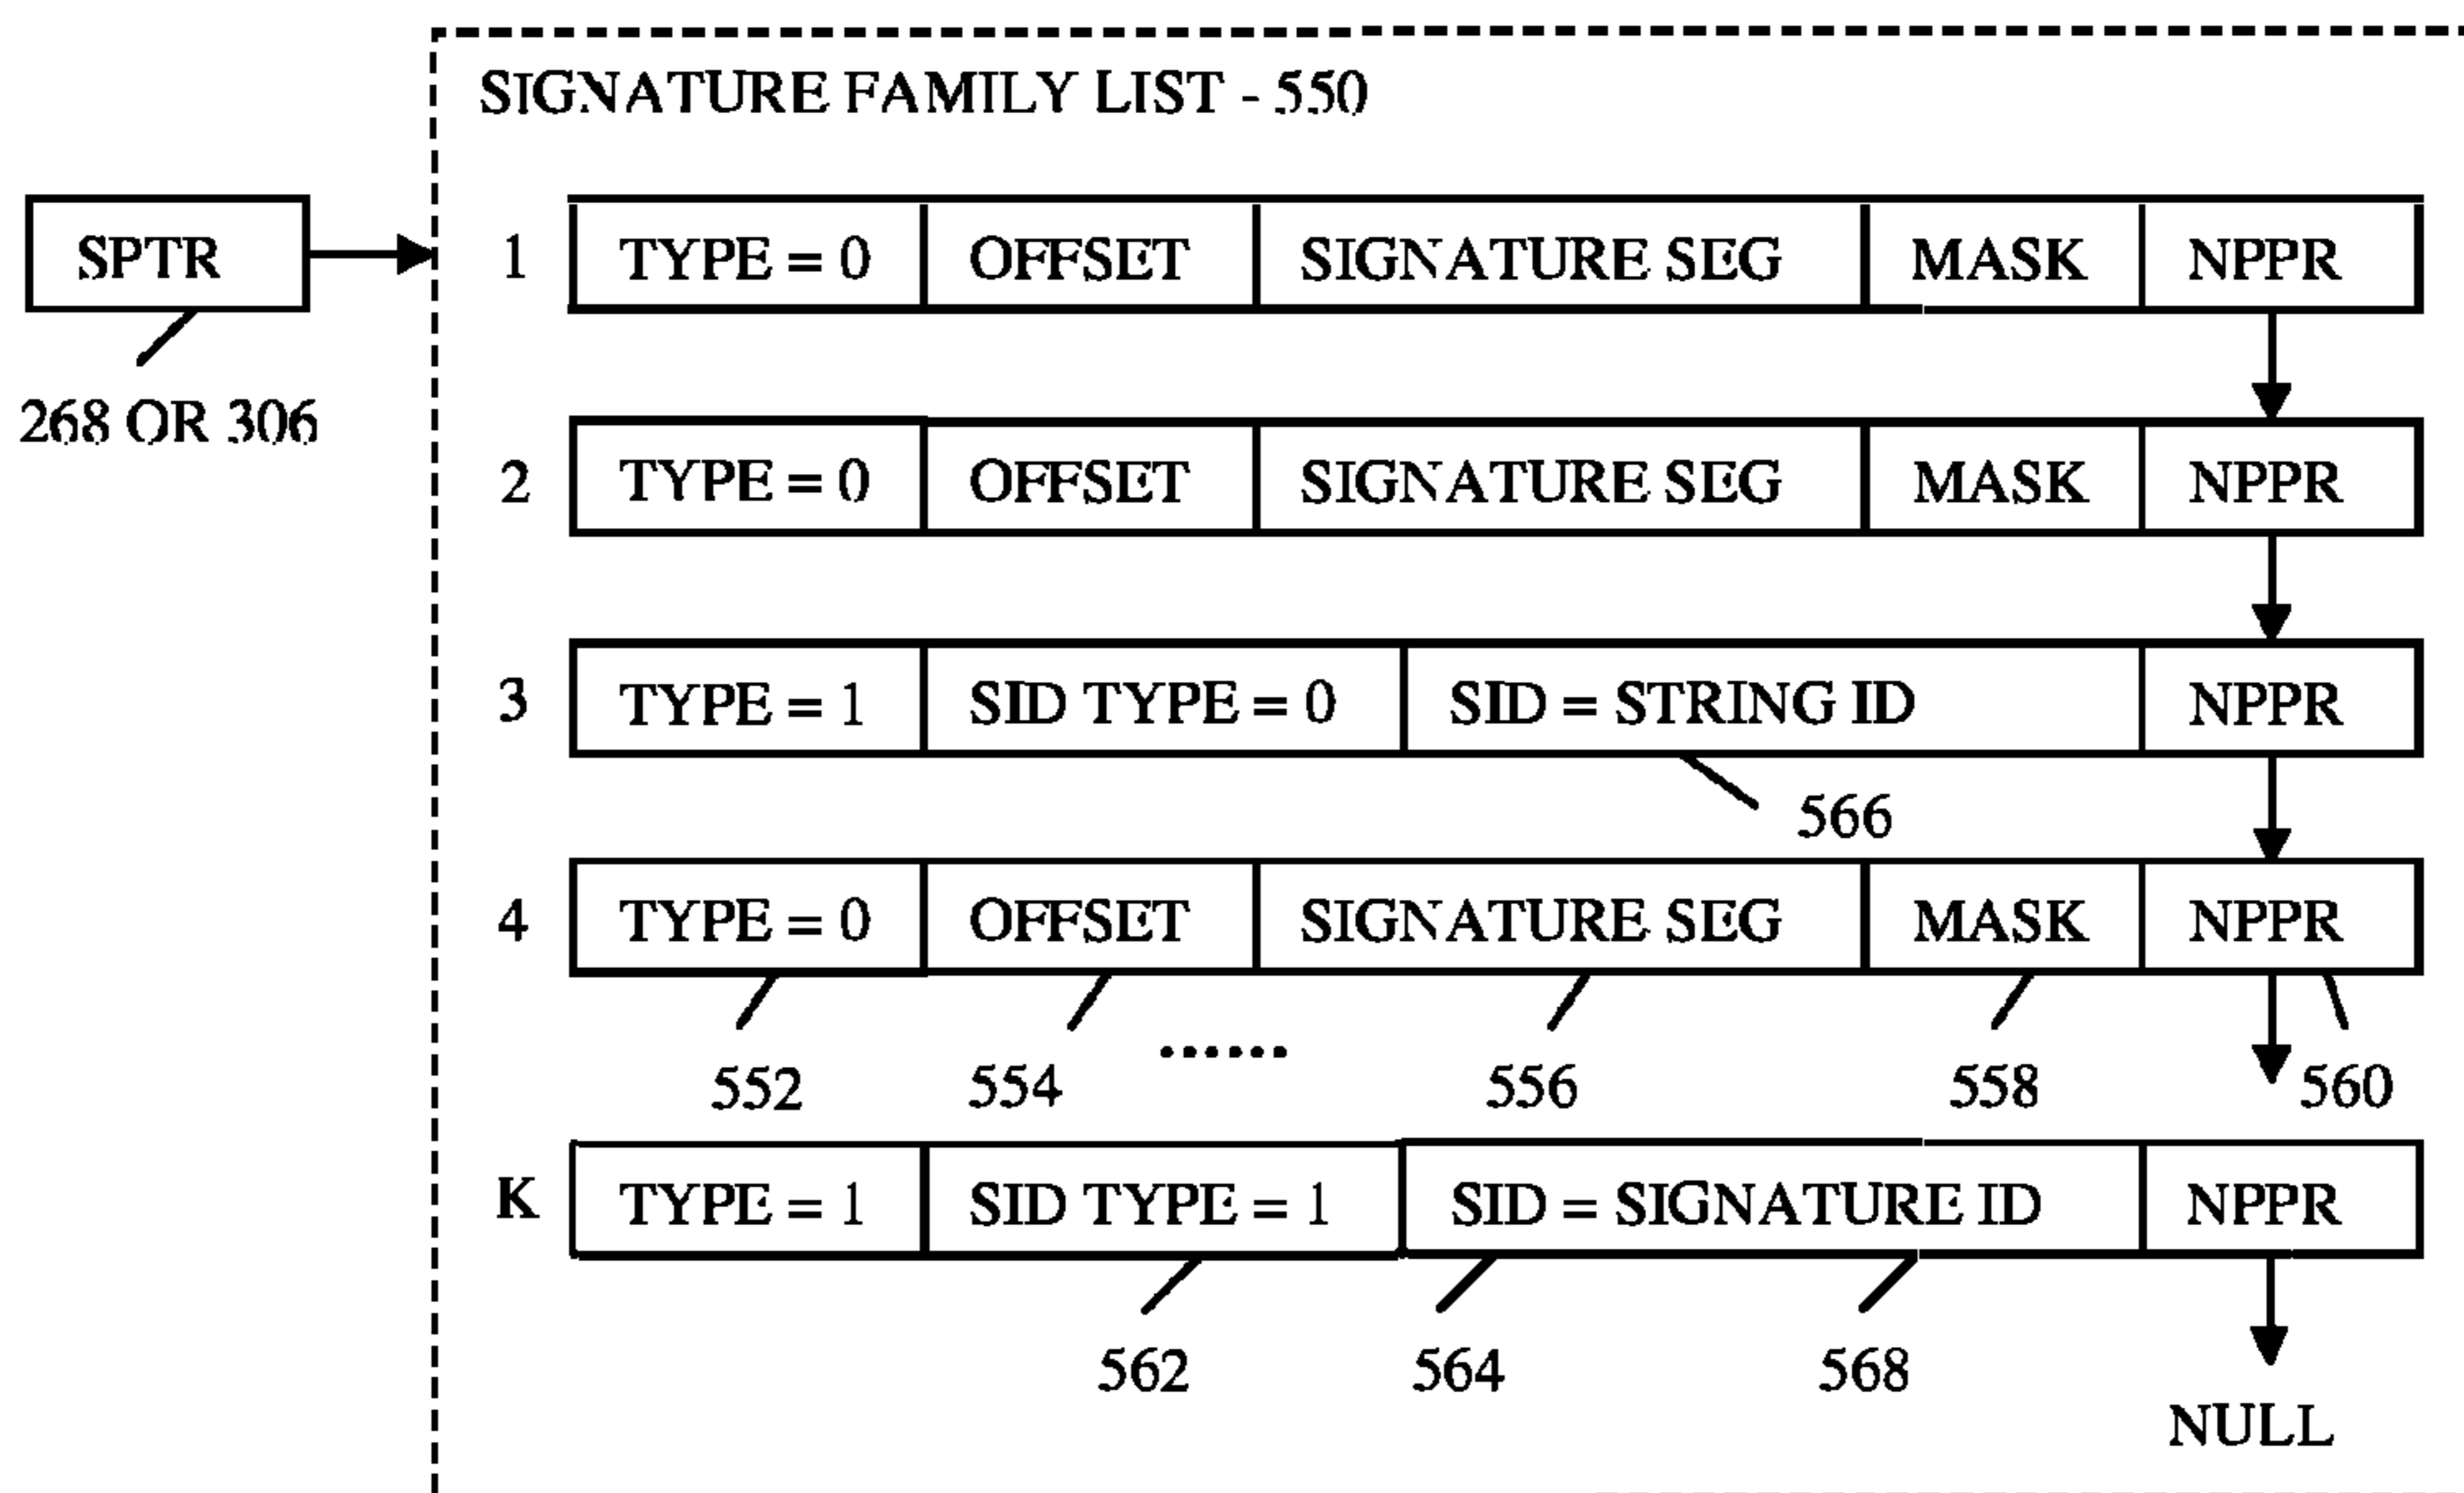 SIGNATURE FAMILY LIST - 550
SPTR
268 OR 306
1 TYPE = 0 OFFSET SIGNATURE SEG MASK NPPR
2 TYPE = 0 OFFSET SIGNATURE SEG MASK NPPR
3 TYPE = 1 SID TYPE = 0 SID = STRING ID NPPR
566
4 TYPE = 0 OFFSET SIGNATURE SEG MASK NPPR
552 554 ...... 556 558 560
K TYPE = 1 SID TYPE = 1 SID = SIGNATURE ID NPPR
562 564 568
NULL